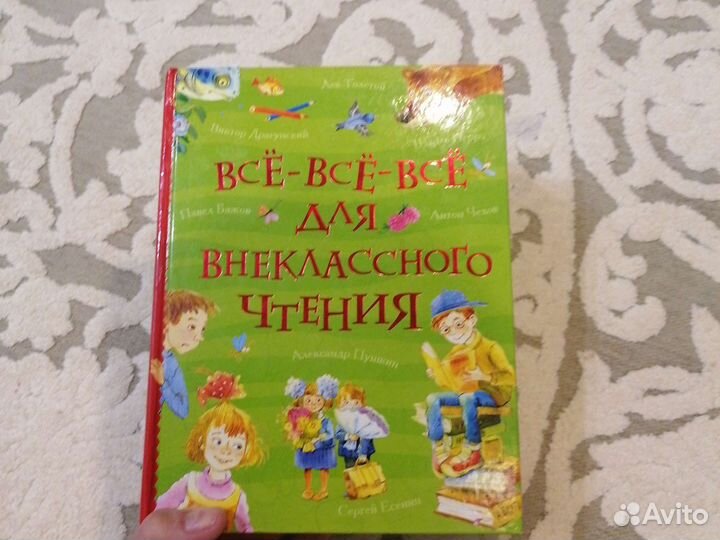 Лев Толстой
Виктор Драгунский
ВСЁ-ВСЁ-ВСЁ
Павел Бажов
ДЛЯ
Антон Чехов
ВНЕКЛАССНОГО
ЧТЕНИЯ
Александр Пушкин
Сергей Есенин
Avito